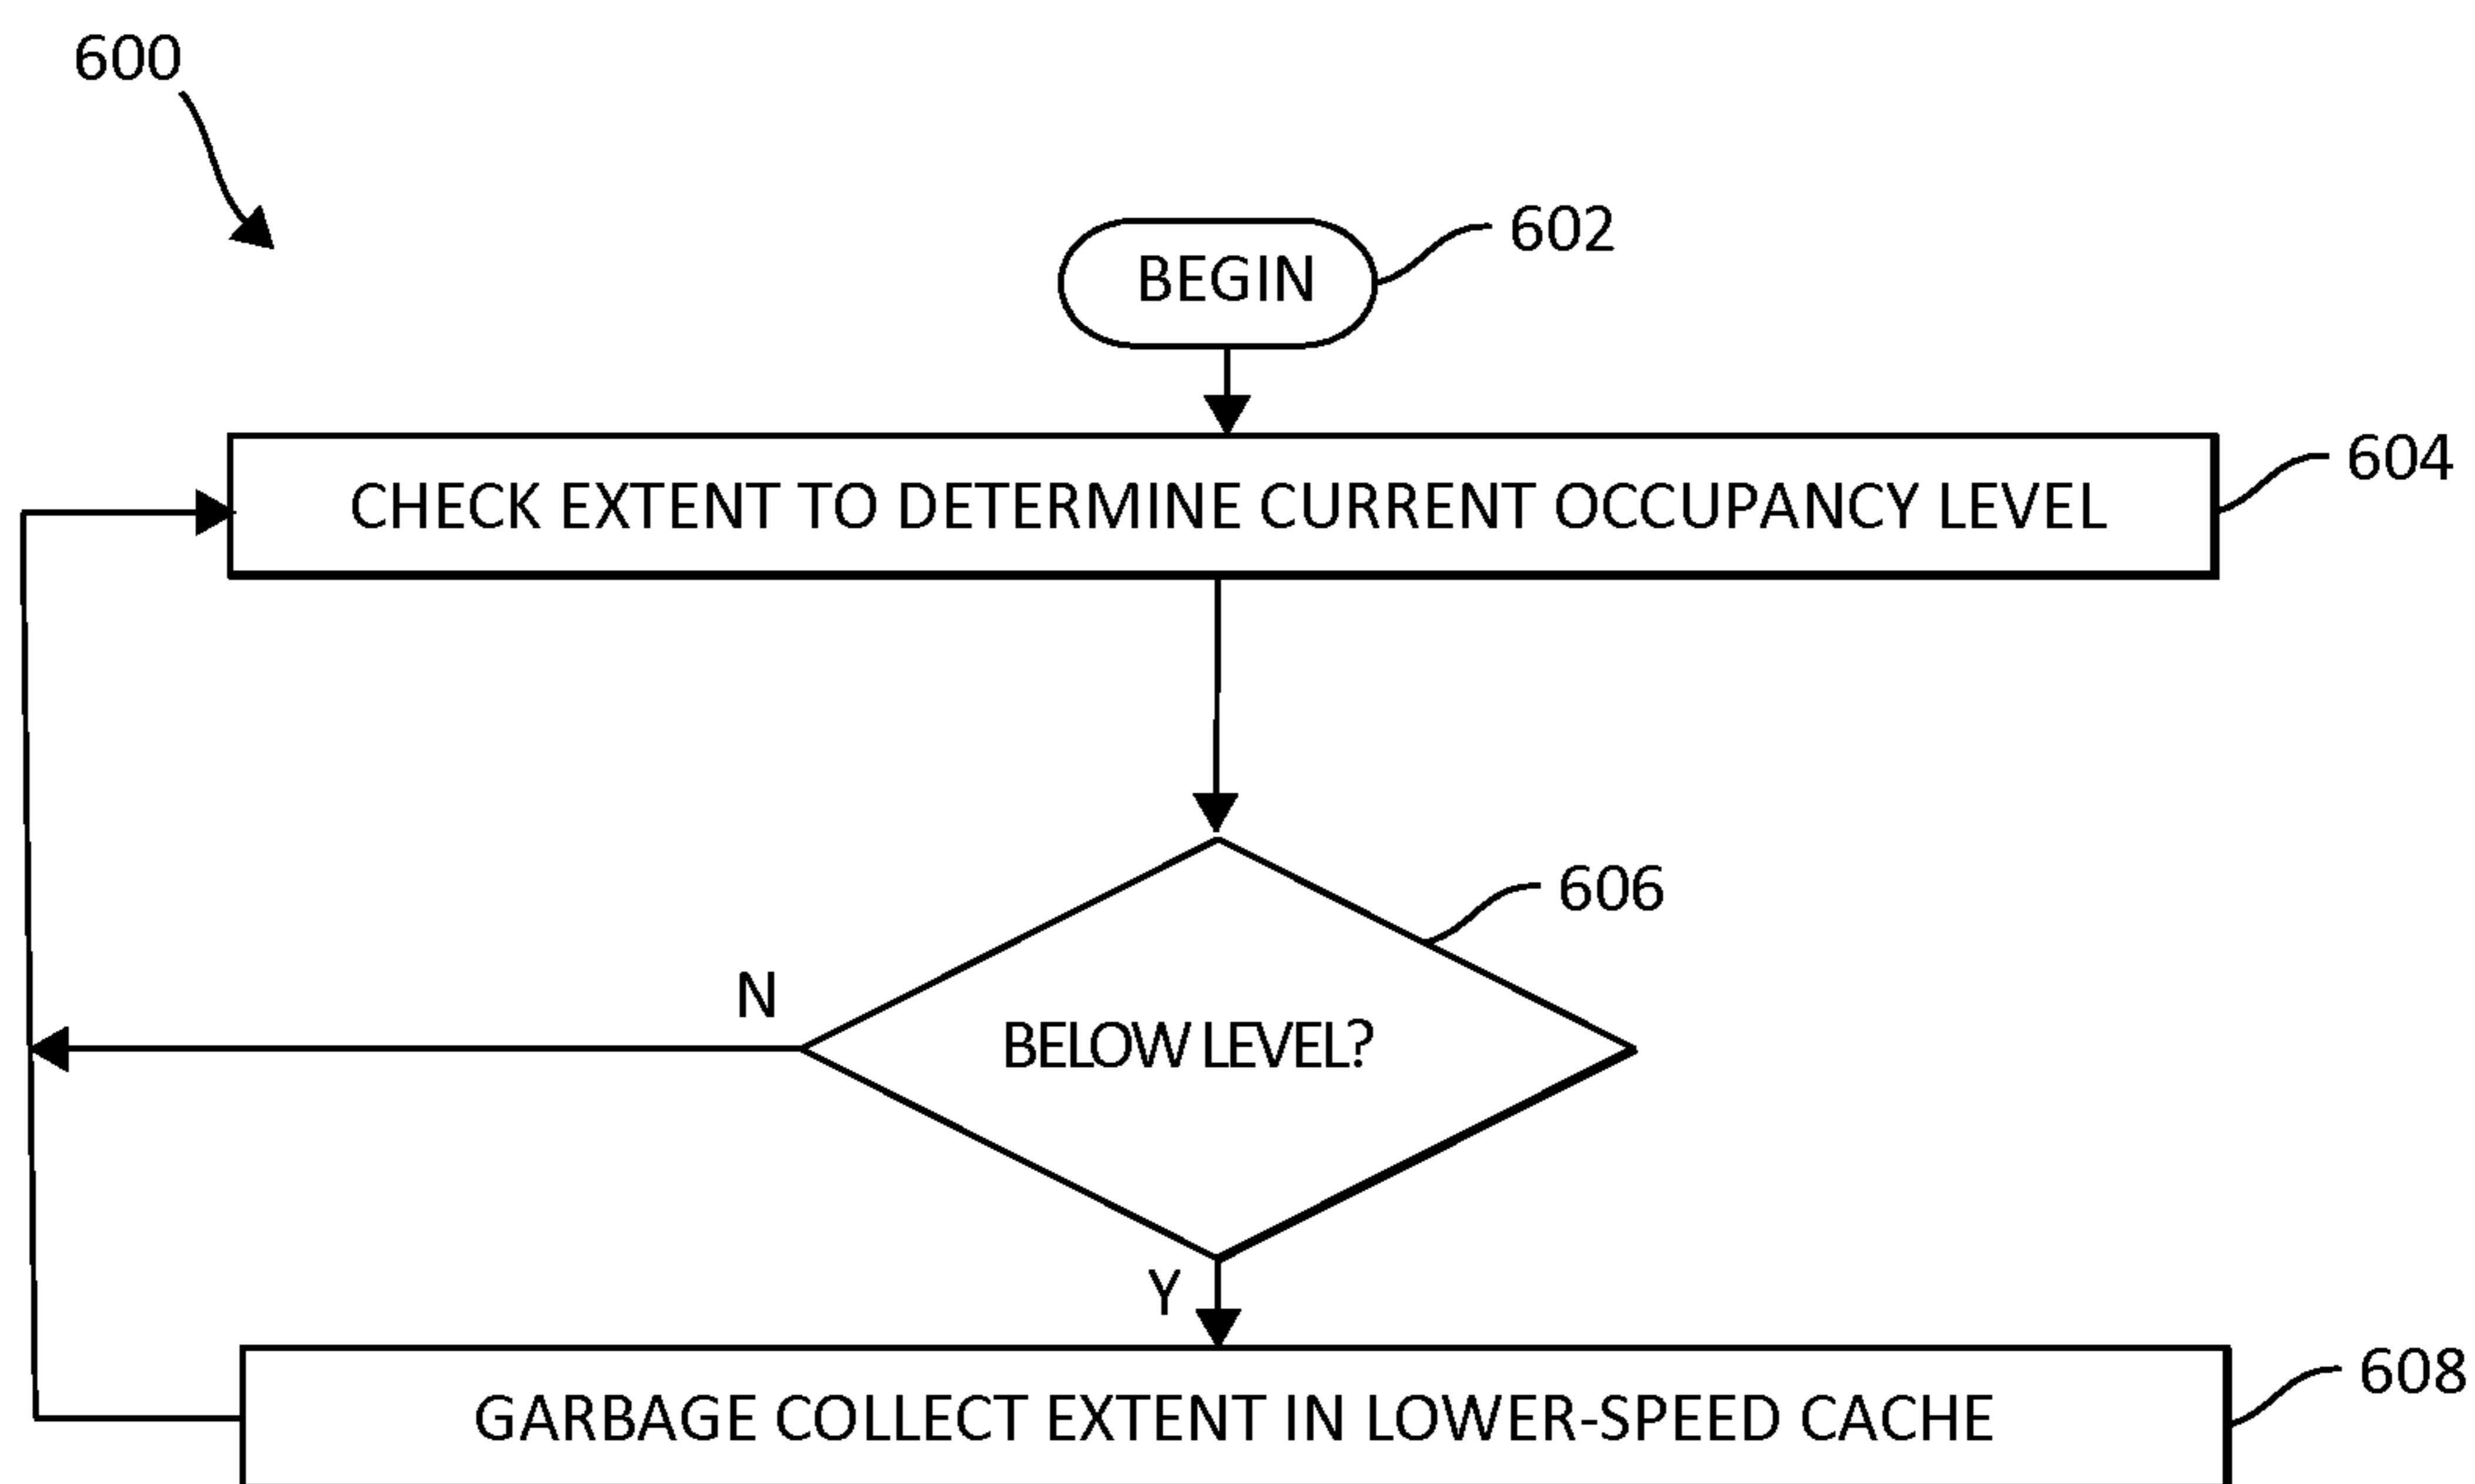 600
BEGIN
602
CHECK EXTENT TO DETERMINE CURRENT OCCUPANCY LEVEL
604
606
N
BELOW LEVEL?
Y
GARBAGE COLLECT EXTENT IN LOWER-SPEED CACHE
608